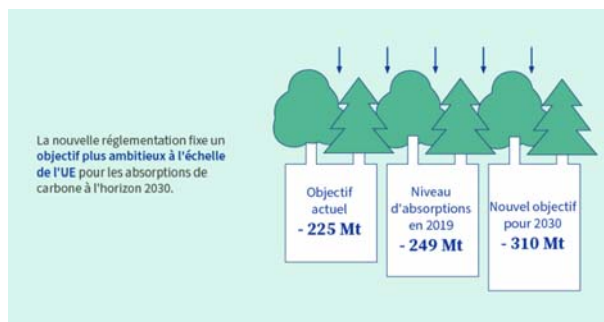 La nouvelle réglementation fixe un
objectif plus ambitieux à l'échelle
de l'UE pour les absorptions de
carbone à l'horizon 2030.
Objectif
actuel
- 225 Mt
Niveau
d'absorptions
en 2019
- 249 Mt
Nouvel objectif
pour 2030
- 310 Mt